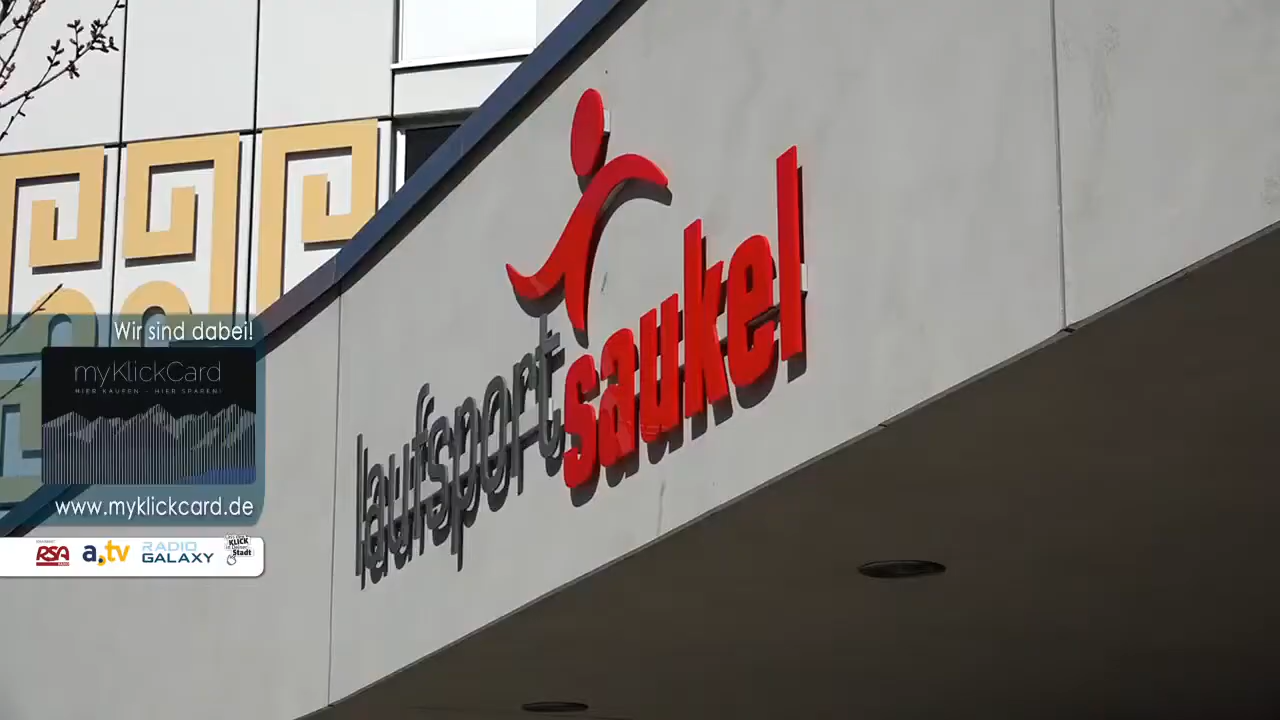 laufsport saukel
Wir sind dabei!
myKlickCard
HIER KAUFEN - HIER SPAREN!
www.myklickcard.de
RSA
RADIO
a.tv
RADIO
GALAXY
KLICK
Stadt